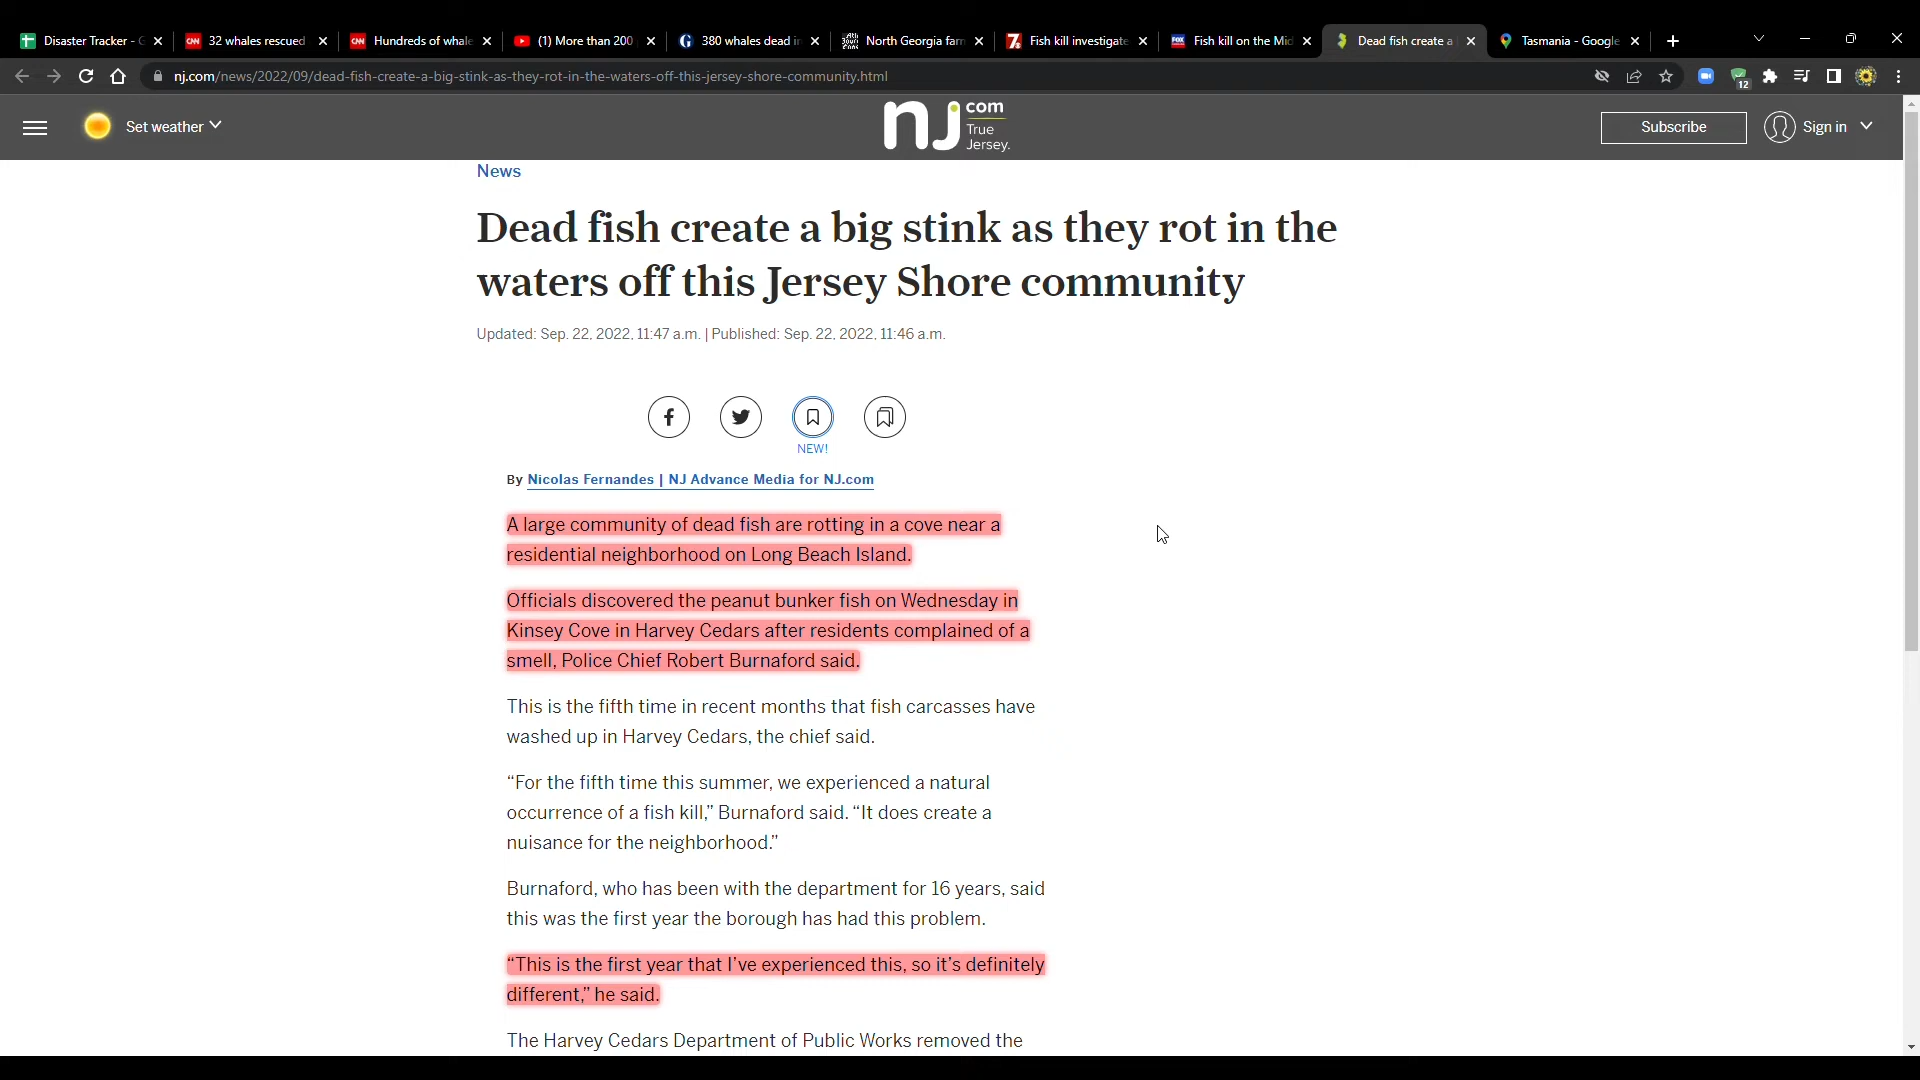 Disaster Tracker - G
32 whales rescued
Hundreds of whale
(1) More than 200
380 whales dead in
North Georgia farm
Fish kill investigate
Fish kill on the Mid
Dead fish create a
Tasmania - Google
nj.com/news/2022/09/dead-fish-create-a-big-stink-as-they-rot-in-the-waters-off-this-jersey-shore-community.html
12
Set weather
nj com
True
Jersey.
Subscribe
Sign in
News
Dead fish create a big stink as they rot in the
waters off this Jersey Shore community
Updated: Sep. 22, 2022, 11:47 a.m. | Published: Sep. 22, 2022, 11:46 a.m.
NEW!
By Nicolas Fernandes | NJ Advance Media for NJ.com
A large community of dead fish are rotting in a cove near a
residential neighborhood on Long Beach Island.
Officials discovered the peanut bunker fish on Wednesday in
Kinsey Cove in Harvey Cedars after residents complained of a
smell, Police Chief Robert Burnaford said.
This is the fifth time in recent months that fish carcasses have
washed up in Harvey Cedars, the chief said.
“For the fifth time this summer, we experienced a natural
occurrence of a fish kill,” Burnaford said. “It does create a
nuisance for the neighborhood.”
Burnaford, who has been with the department for 16 years, said
this was the first year the borough has had this problem.
“This is the first year that I’ve experienced this, so it’s definitely
different,” he said.
The Harvey Cedars Department of Public Works removed the